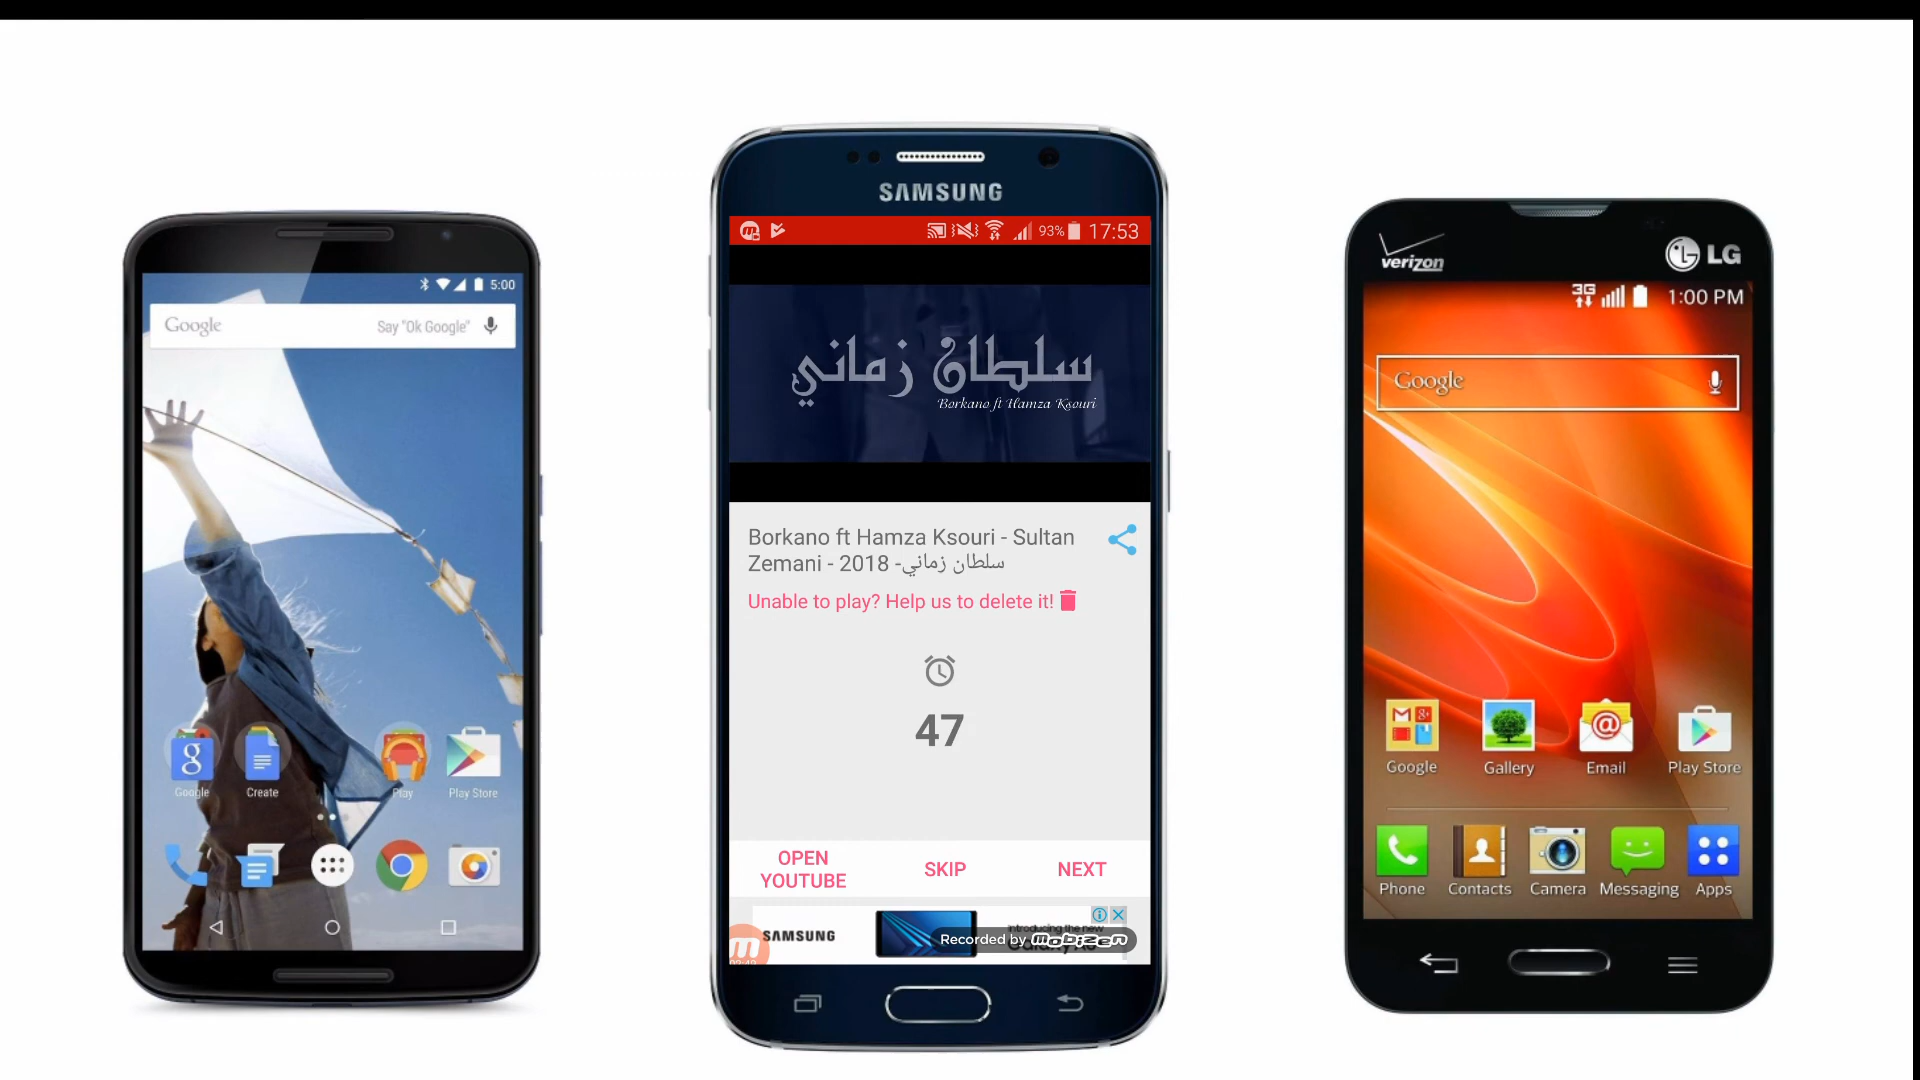 5:00
Google
Say "Ok Google"
Google
Create
Play
Play Store
SAMSUNG
93%
17:53
سلطان زماني
Borkano ft Hamza Ksouri
Borkano ft Hamza Ksouri - Sultan
Zemani - 2018 -سلطان زماني
Unable to play? Help us to delete it!
47
OPEN
YOUTUBE
SKIP
NEXT
SAMSUNG
Introducing the new
Recorded by mobizen
verizon
LG
3G
1:00 PM
Google
Google
Gallery
Email
Play Store
Phone
Contacts
Camera
Messaging
Apps